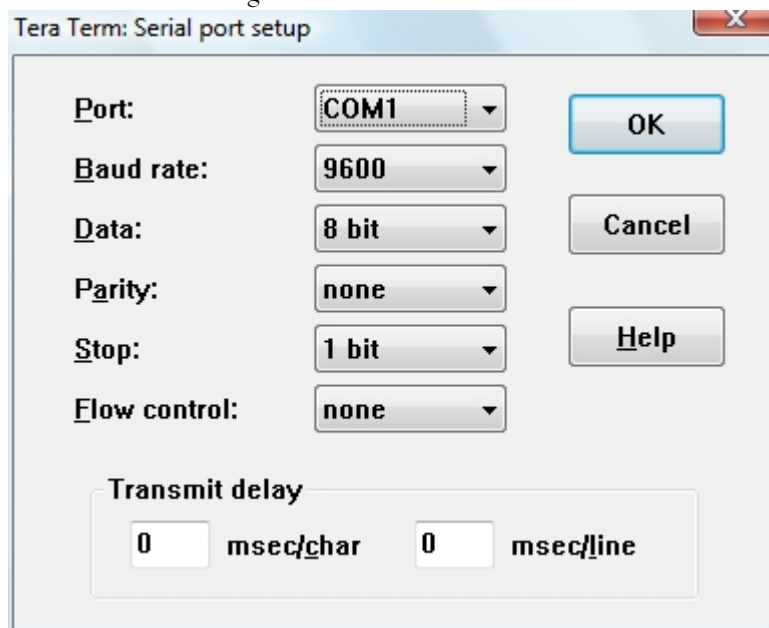 Tera Term: Serial port setup
Port: COM1 OK
Baud rate: 9600
Data: 8 bit Cancel
Parity: none
Stop: 1 bit Help
Flow control: none
Transmit delay
0 msec/char 0 msec/line